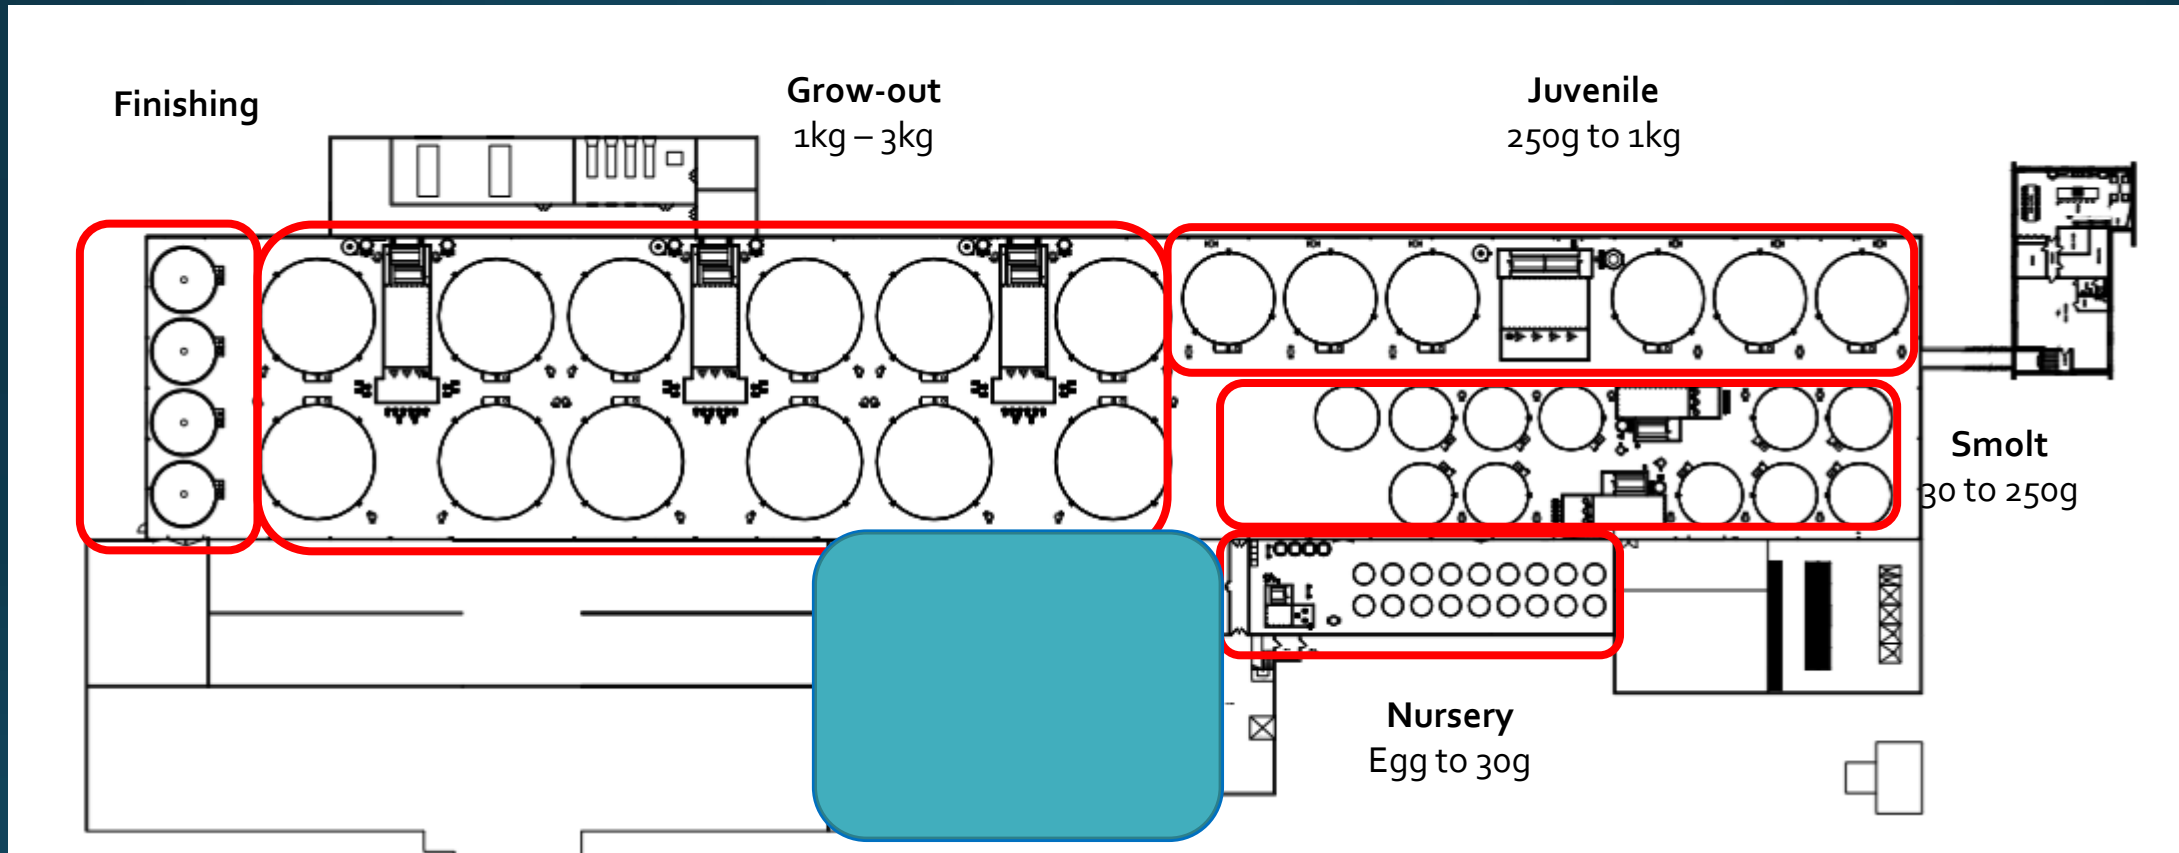 Finishing
Grow-out
1kg – 3kg
Juvenile
250g to 1kg
Smolt
30 to 250g
Nursery
Egg to 30g